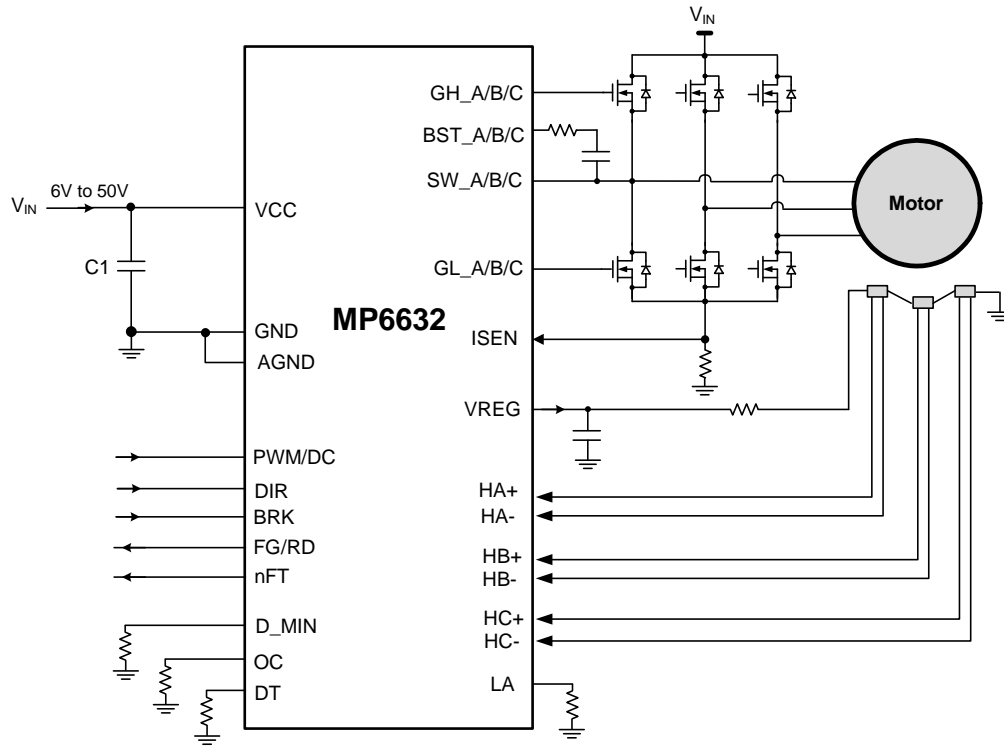 VIN
GH_A/B/C
BST_A/B/C
SW_A/B/C
Motor
6V to 50V
VIN
VCC
C1
GL_A/B/C
MP6632
GND
AGND
ISEN
VREG
PWM/DC
DIR
BRK
FG/RD
nFT
HA+
HA-
HB+
HB-
HC+
HC-
D_MIN
OC
DT
LA